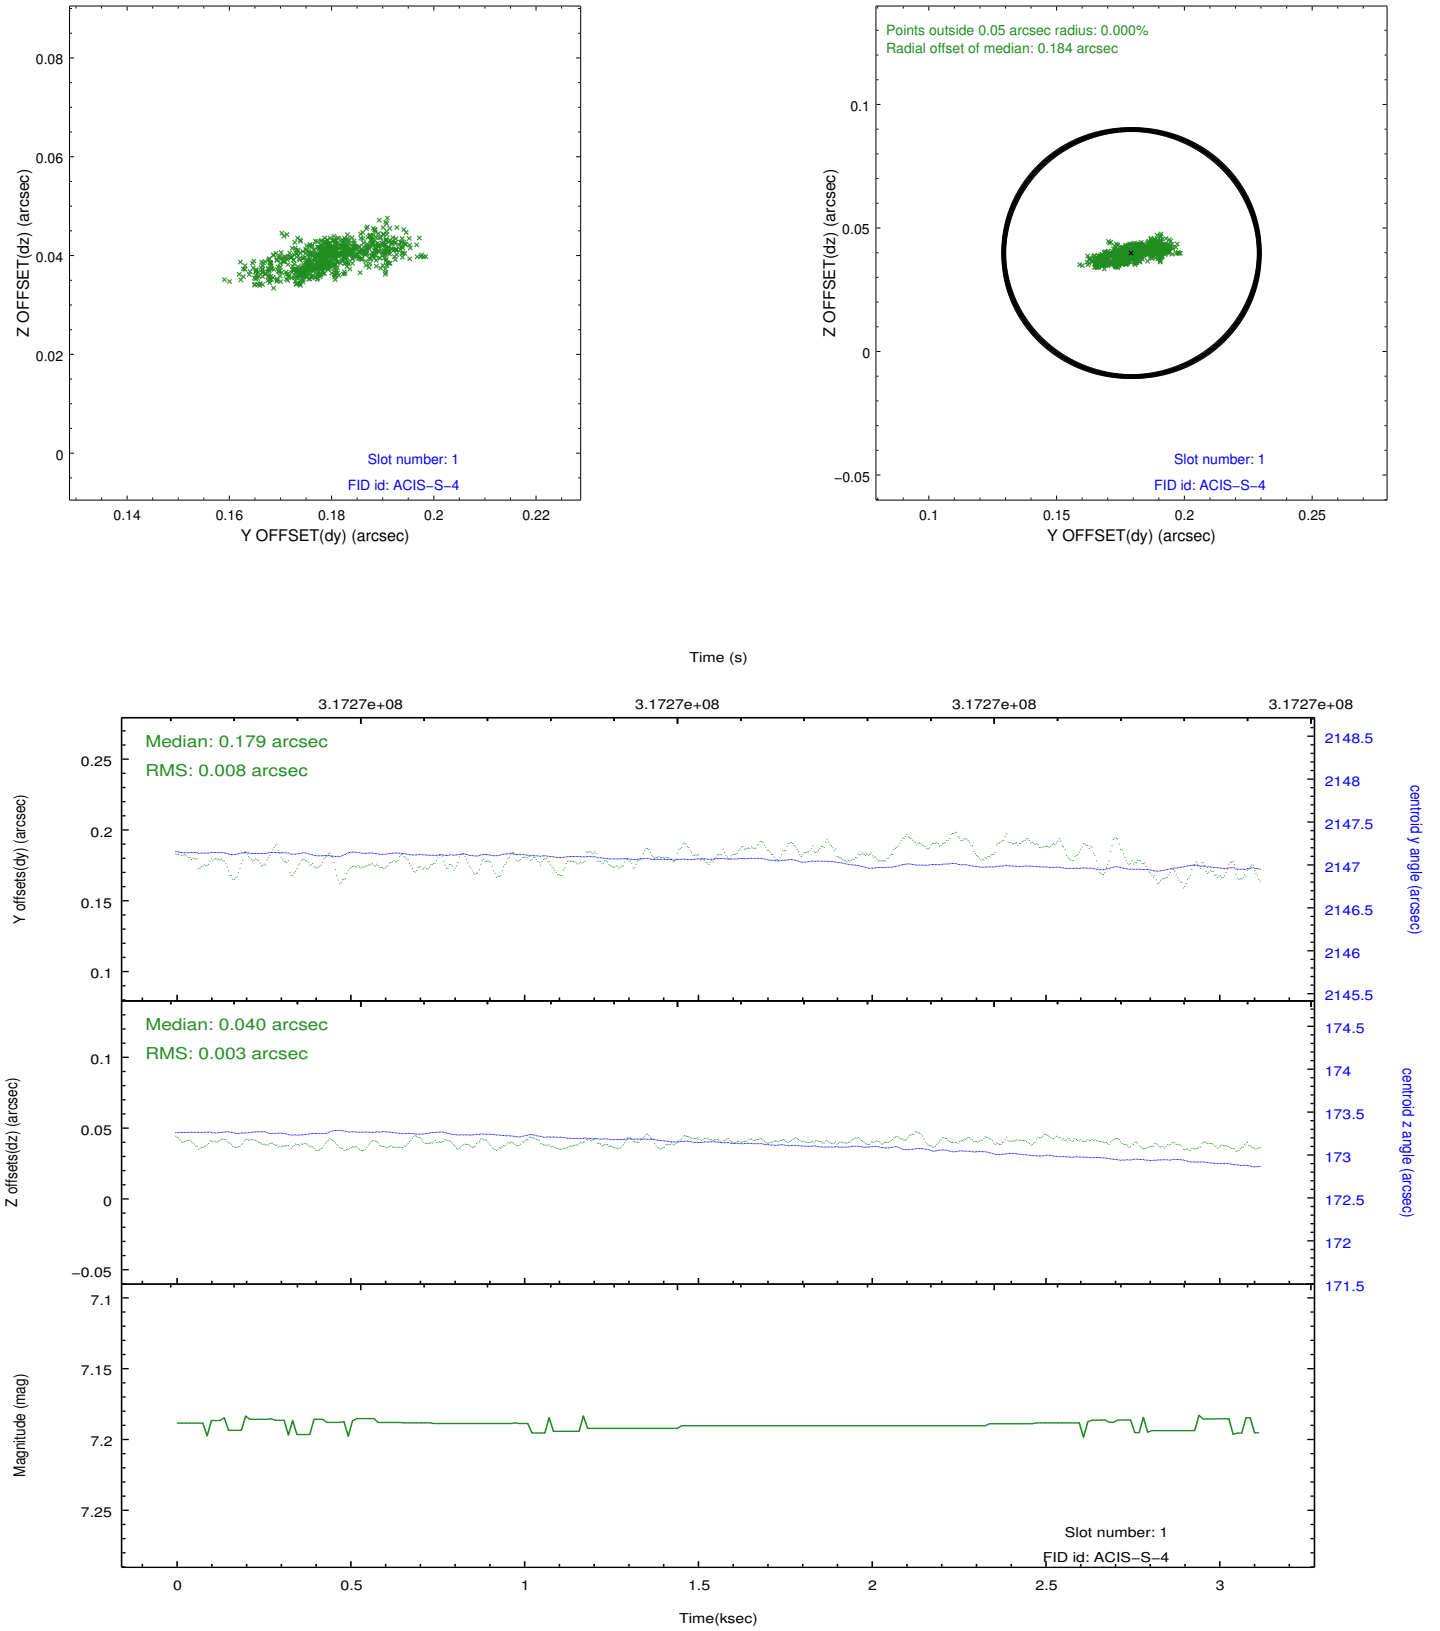 0.08
0.06
0.04
0.02
0
Z OFFSET(dz) (arcsec)
Slot number: 1
FID id: ACIS−S−4
0.14 0.16 0.18 0.2 0.22
Y OFFSET(dy) (arcsec)
Points outside 0.05 arcsec radius: 0.000%
Radial offset of median: 0.184 arcsec
0.1
0.05
0
−0.05
Z OFFSET(dz) (arcsec)
Slot number: 1
FID id: ACIS−S−4
0.1 0.15 0.2 0.25
Y OFFSET(dy) (arcsec)
Time (s)
3.1727e+08 3.1727e+08 3.1727e+08 3.1727e+08
Median: 0.179 arcsec
RMS: 0.008 arcsec
0.25
0.2
0.15
0.1
Y offsets(dy) (arcsec)
2148.5
2148
2147.5
2147
2146.5
2146
2145.5
centroid y angle (arcsec)
Median: 0.040 arcsec
RMS: 0.003 arcsec
0.1
0.05
0
−0.05
Z offsets(dz) (arcsec)
174.5
174
173.5
173
172.5
172
171.5
centroid z angle (arcsec)
7.1
7.15
7.2
7.25
Magnitude (mag)
Slot number: 1
FID id: ACIS−S−4
0 0.5 1 1.5 2 2.5 3
Time(ksec)